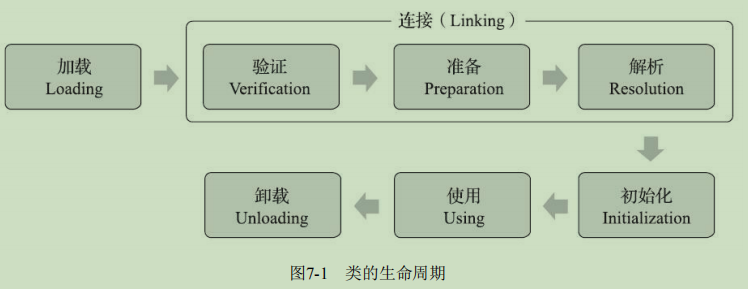 连接（Linking）
加载
Loading
验证
Verification
准备
Preparation
解析
Resolution
卸载
Unloading
使用
Using
初始化
Initialization
图7-1 类的生命周期